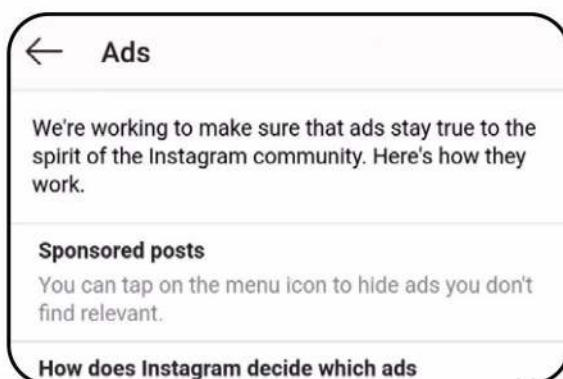 Ads
We're working to make sure that ads stay true to the
spirit of the Instagram community. Here's how they
work.
Sponsored posts
You can tap on the menu icon to hide ads you don't
find relevant.
How does Instagram decide which ads